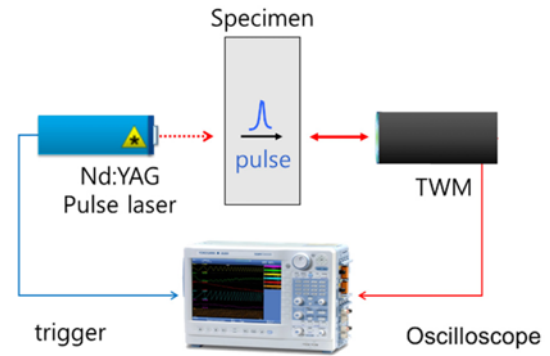 Specimen
pulse
Nd:YAG
Pulse laser
TWM
trigger
Oscilloscope